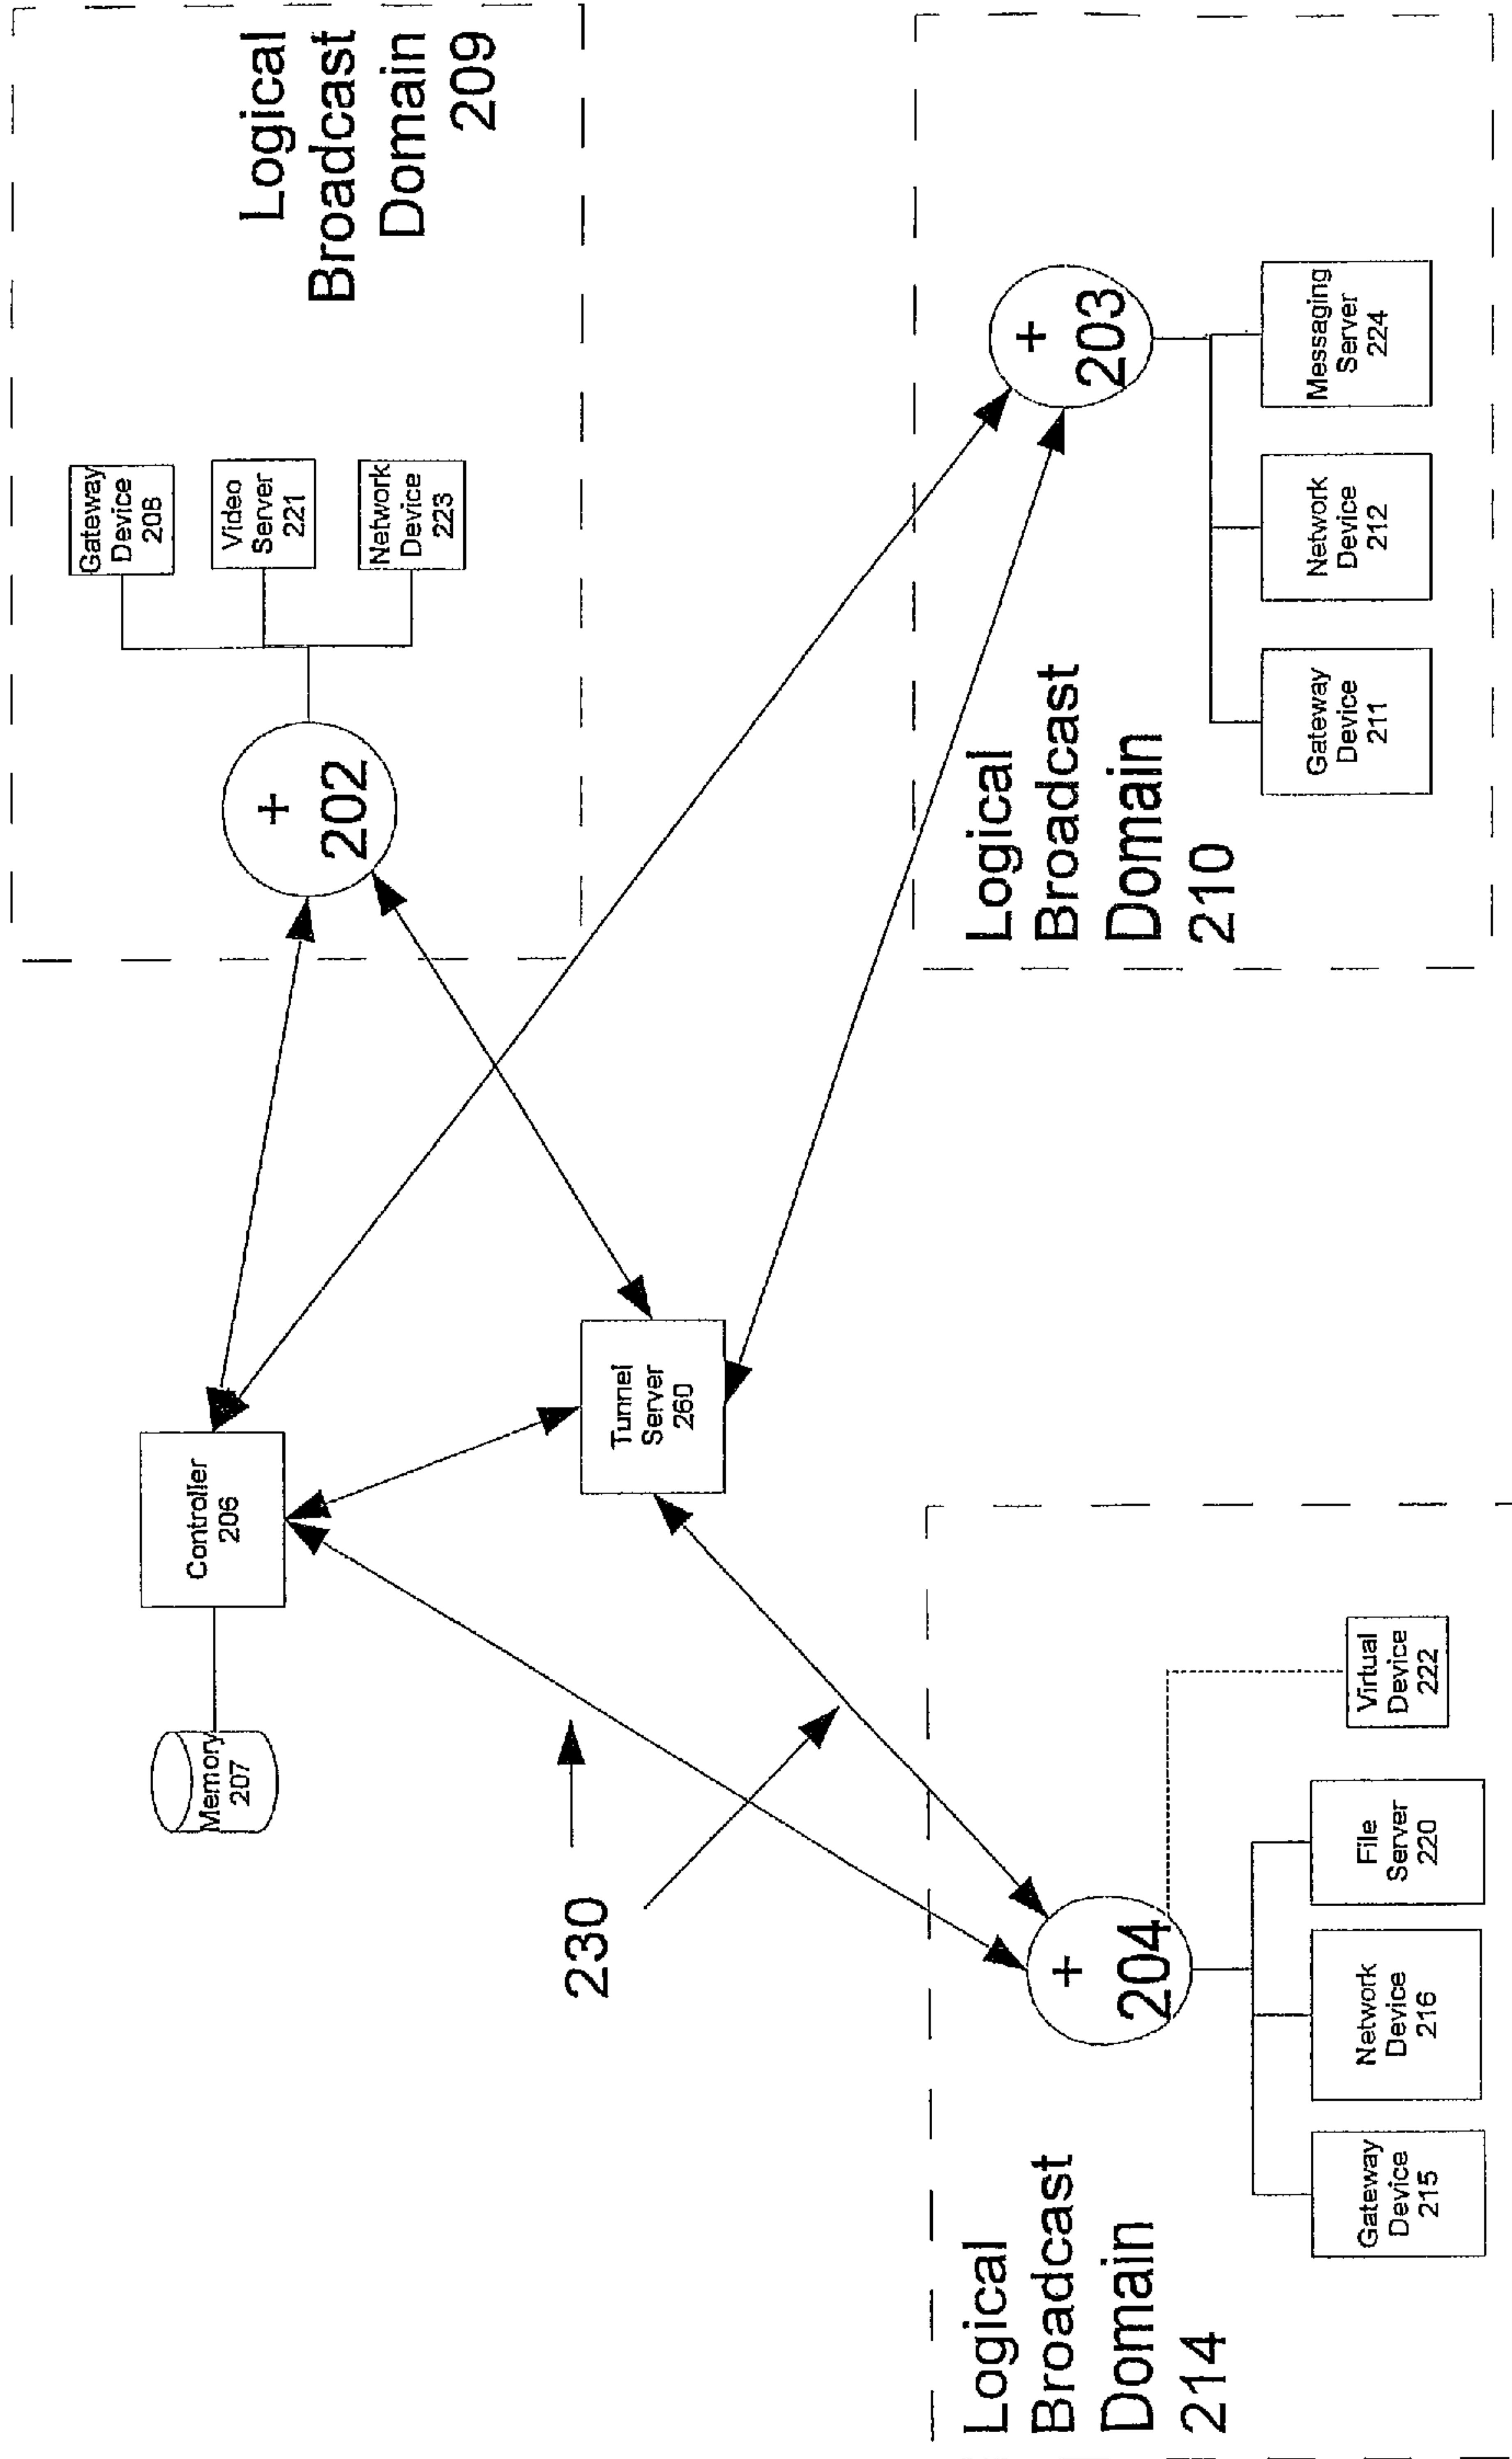 Memory
207
Controller
206
Gateway
Device
208
Video
Server
221
Network
Device
223
+
202
Logical
Broadcast
Domain
209
230
Tunnel
Server
260
Logical
Broadcast
Domain
214
+
204
Gateway
Device
215
Network
Device
216
File
Server
220
Virtual
Device
222
Logical
Broadcast
Domain
210
+
203
Gateway
Device
211
Network
Device
212
Messaging
Server
224